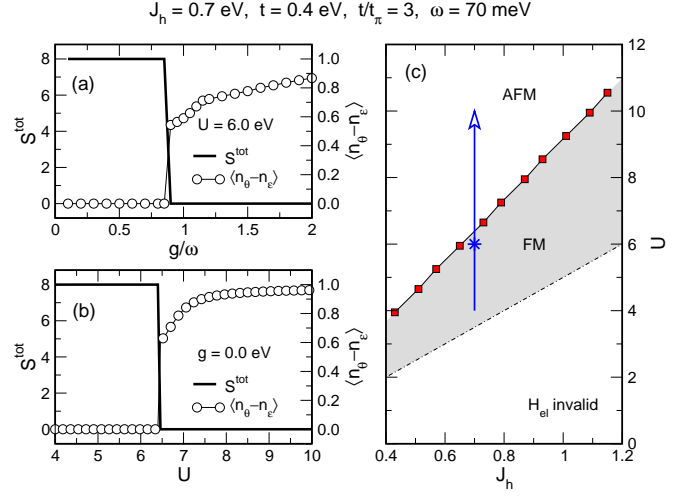 J_h = 0.7 eV, t = 0.4 eV, t/t_π = 3, ω = 70 meV
(a)
U = 6.0 eV
S^tot
⟨n_θ−n_ε⟩
S^tot
0
2
4
6
8
⟨n_θ−n_ε⟩
0.0
0.2
0.4
0.6
0.8
1.0
0
0.5
1
1.5
2
g/ω
(b)
g = 0.0 eV
S^tot
⟨n_θ−n_ε⟩
S^tot
0
2
4
6
8
⟨n_θ−n_ε⟩
0.0
0.2
0.4
0.6
0.8
1.0
4
5
6
7
8
9
10
U
(c)
AFM
FM
H_el invalid
0.4
0.6
0.8
1
1.2
J_h
0
2
4
6
8
10
12
U